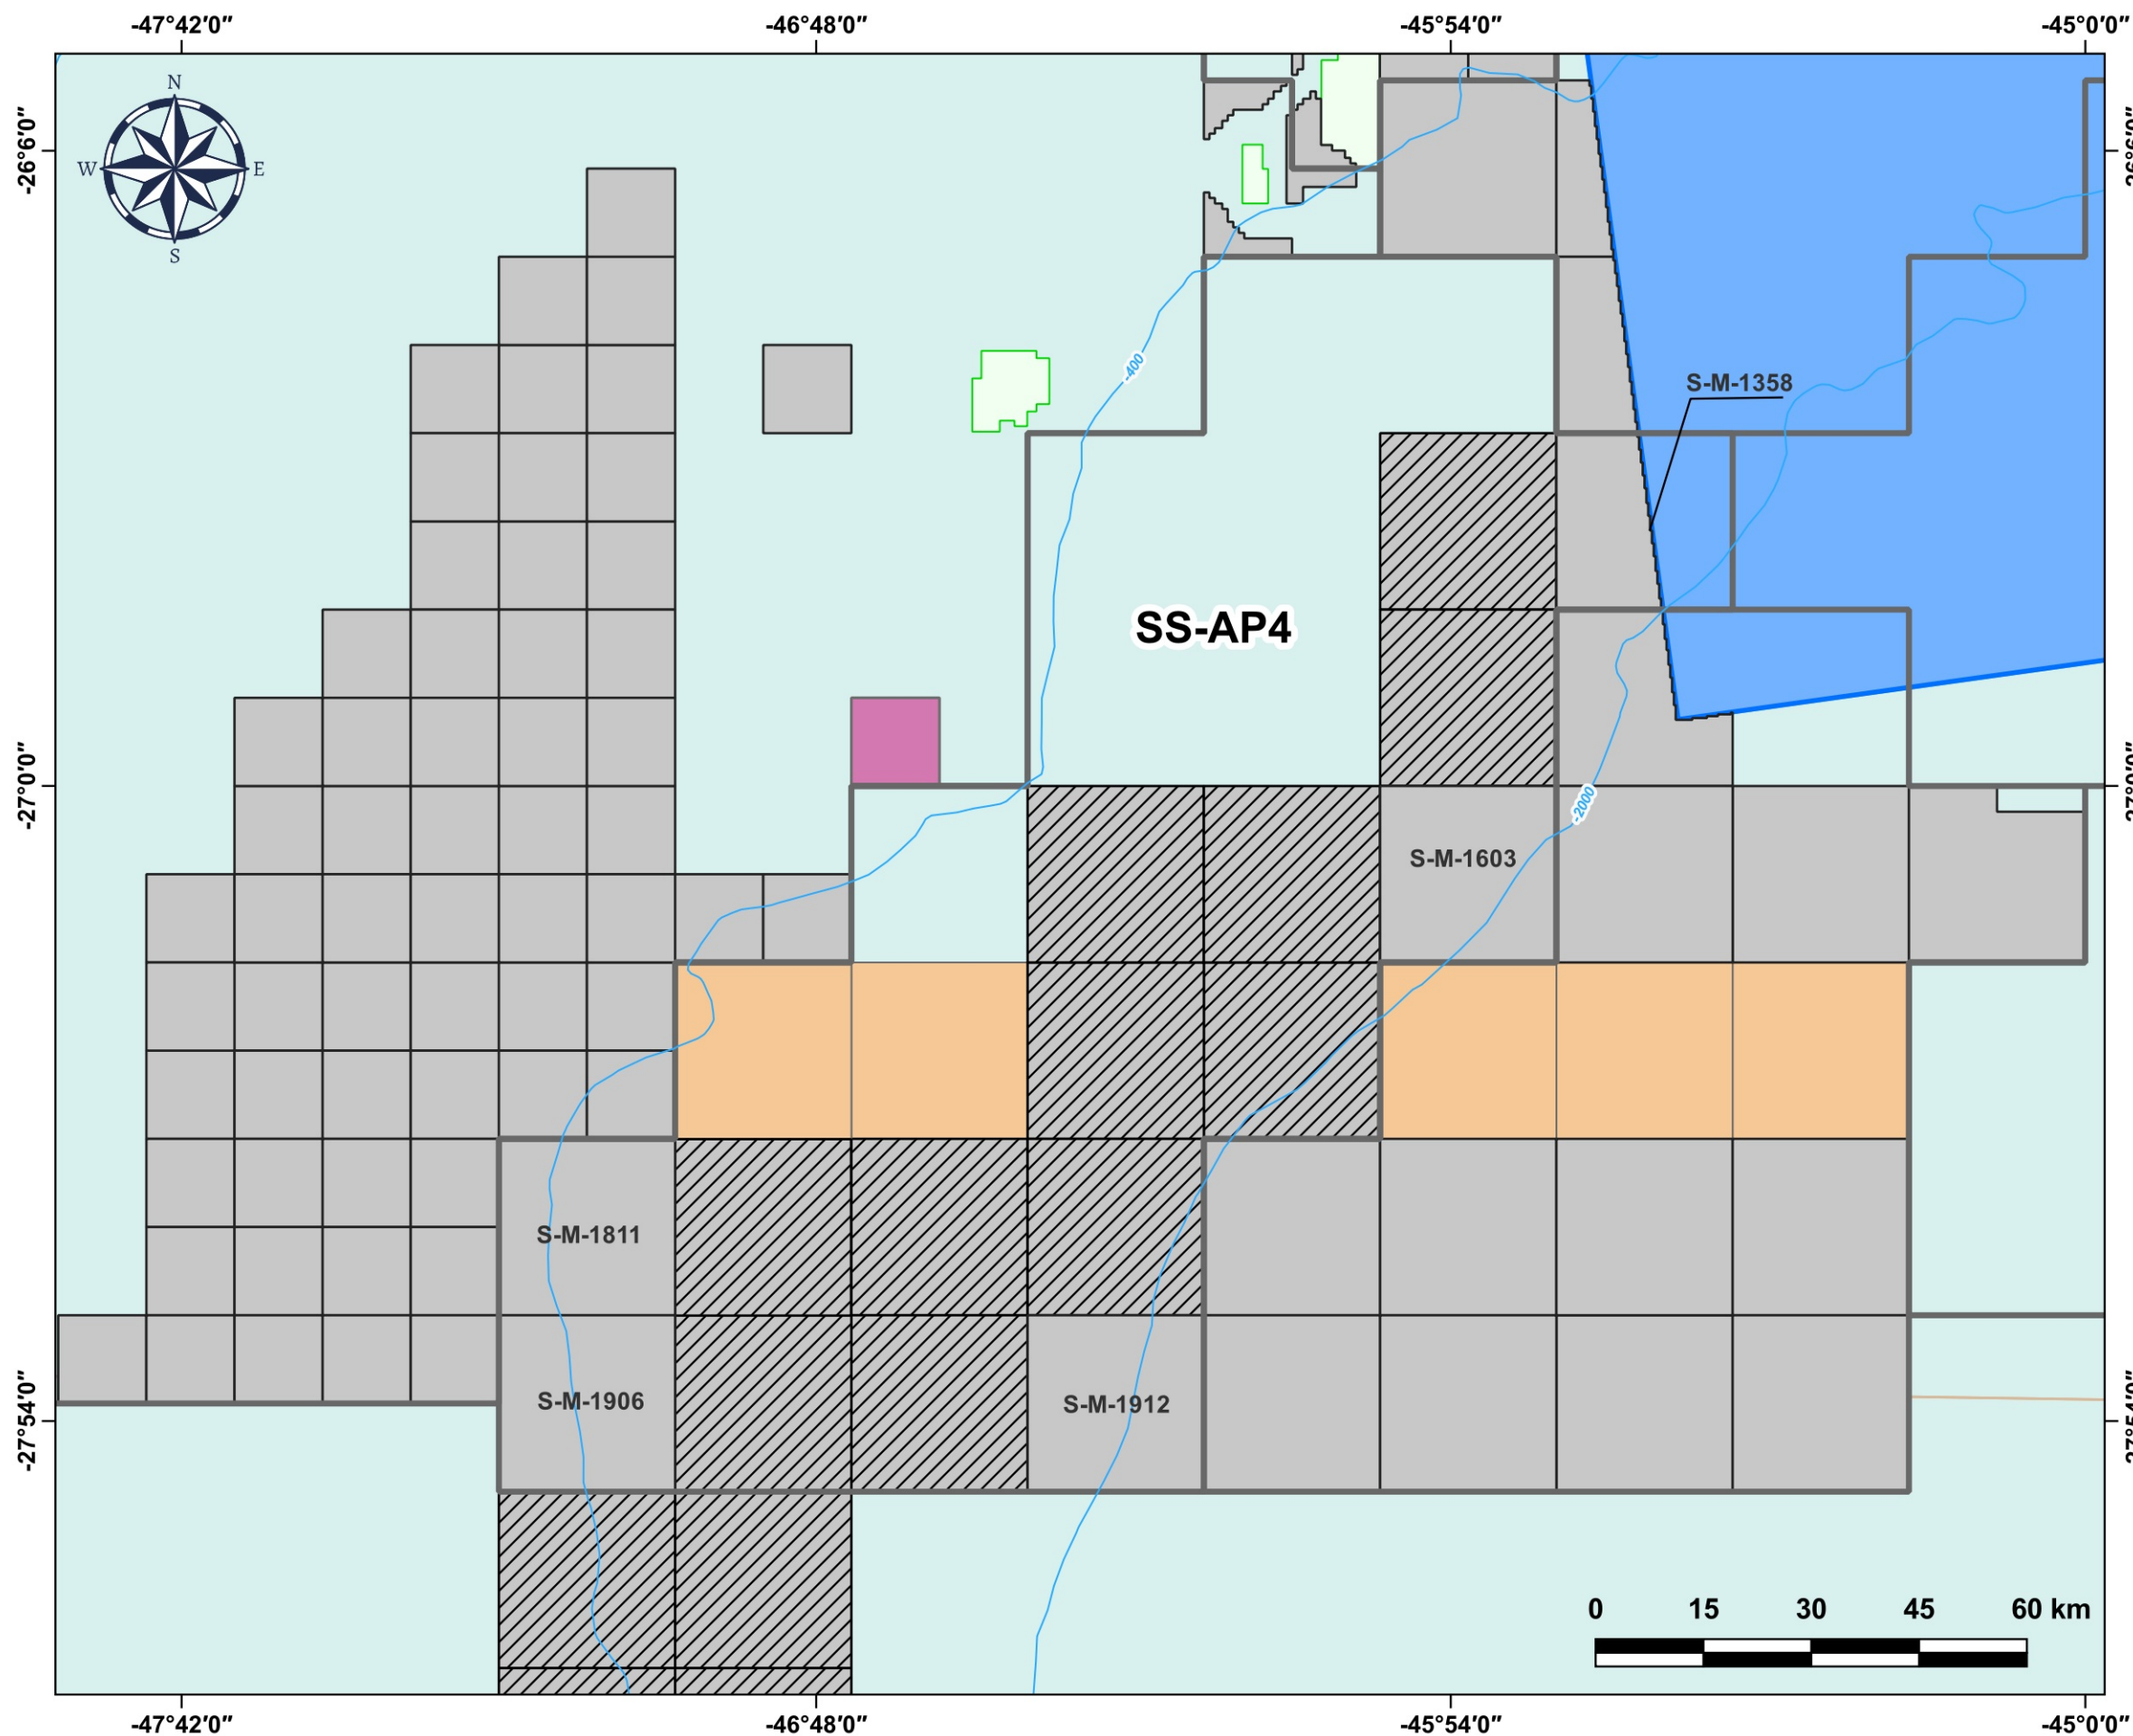 -47°42′0″ -46°48′0″ -45°54′0″ -45°0′0″
N
W E
S
-26°6′0″
-400
S-M-1358
SS-AP4
-27°0′0″
-2000
S-M-1603
S-M-1811
S-M-1906
S-M-1912
-27°54′0″
0 15 30 45 60 km
-47°42′0″ -46°48′0″ -45°54′0″ -45°0′0″